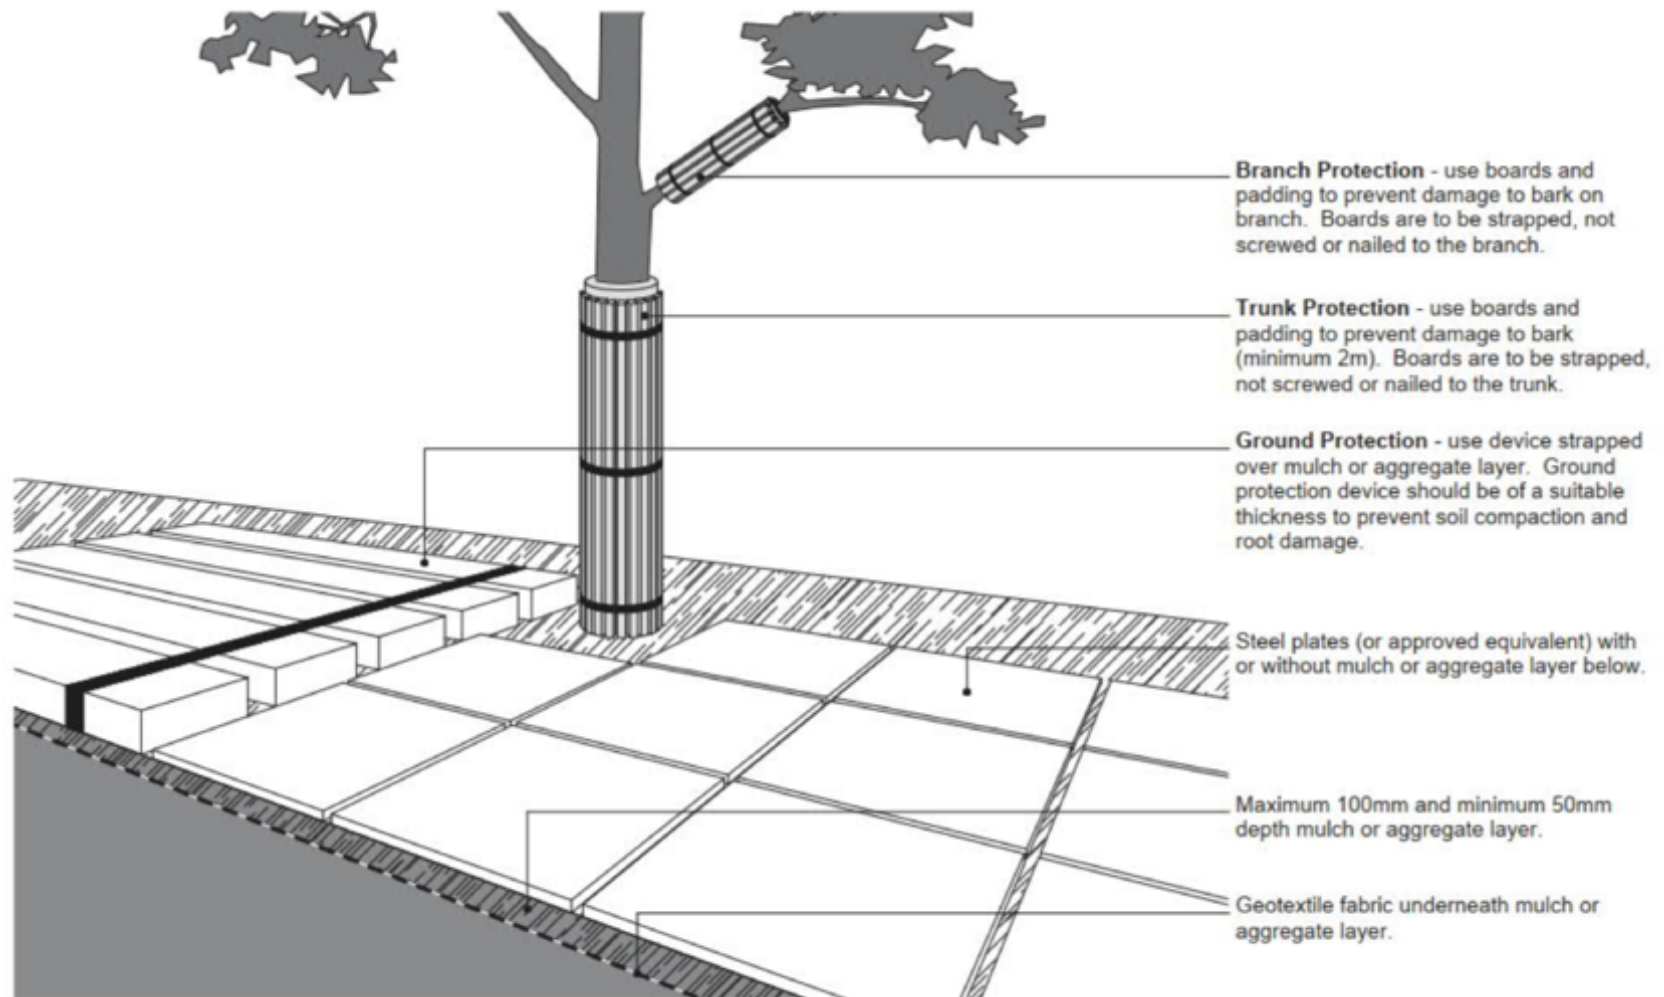 Branch Protection - use boards and
padding to prevent damage to bark on
branch. Boards are to be strapped, not
screwed or nailed to the branch.
Trunk Protection - use boards and
padding to prevent damage to bark
(minimum 2m). Boards are to be strapped,
not screwed or nailed to the trunk.
Ground Protection - use device strapped
over mulch or aggregate layer. Ground
protection device should be of a suitable
thickness to prevent soil compaction and
root damage.
Steel plates (or approved equivalent) with
or without mulch or aggregate layer below.
Maximum 100mm and minimum 50mm
depth mulch or aggregate layer.
Geotextile fabric underneath mulch or
aggregate layer.